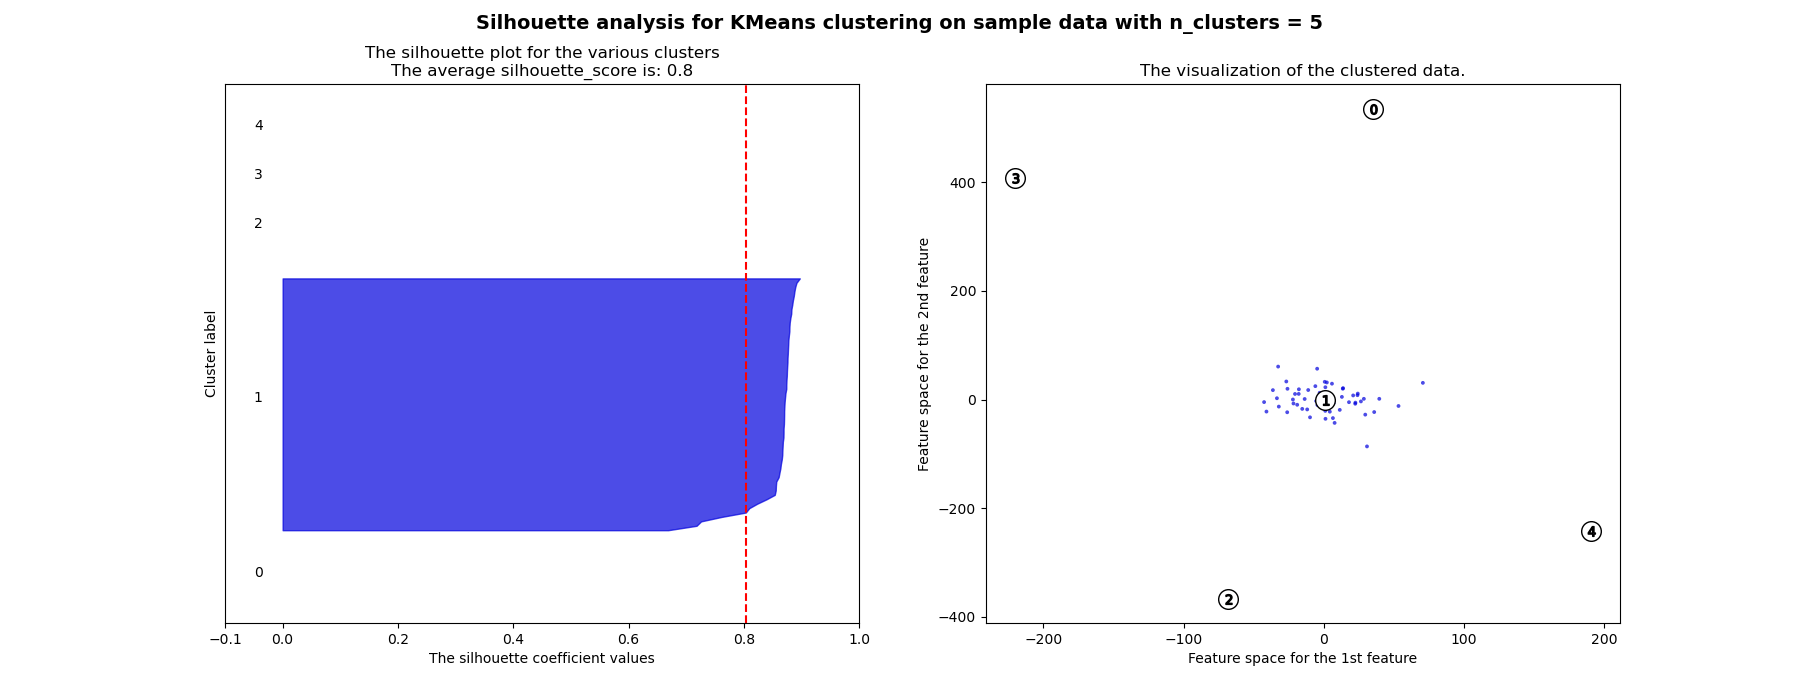 Silhouette analysis for KMeans clustering on sample data with n_clusters = 5
The silhouette plot for the various clusters
The average silhouette_score is: 0.8
4
3
2
1
0
Cluster label
−0.1 0.0 0.2 0.4 0.6 0.8 1.0
The silhouette coefficient values
The visualization of the clustered data.
0
3
1
4
2
400
200
0
−200
−400
Feature space for the 2nd feature
−200 −100 0 100 200
Feature space for the 1st feature